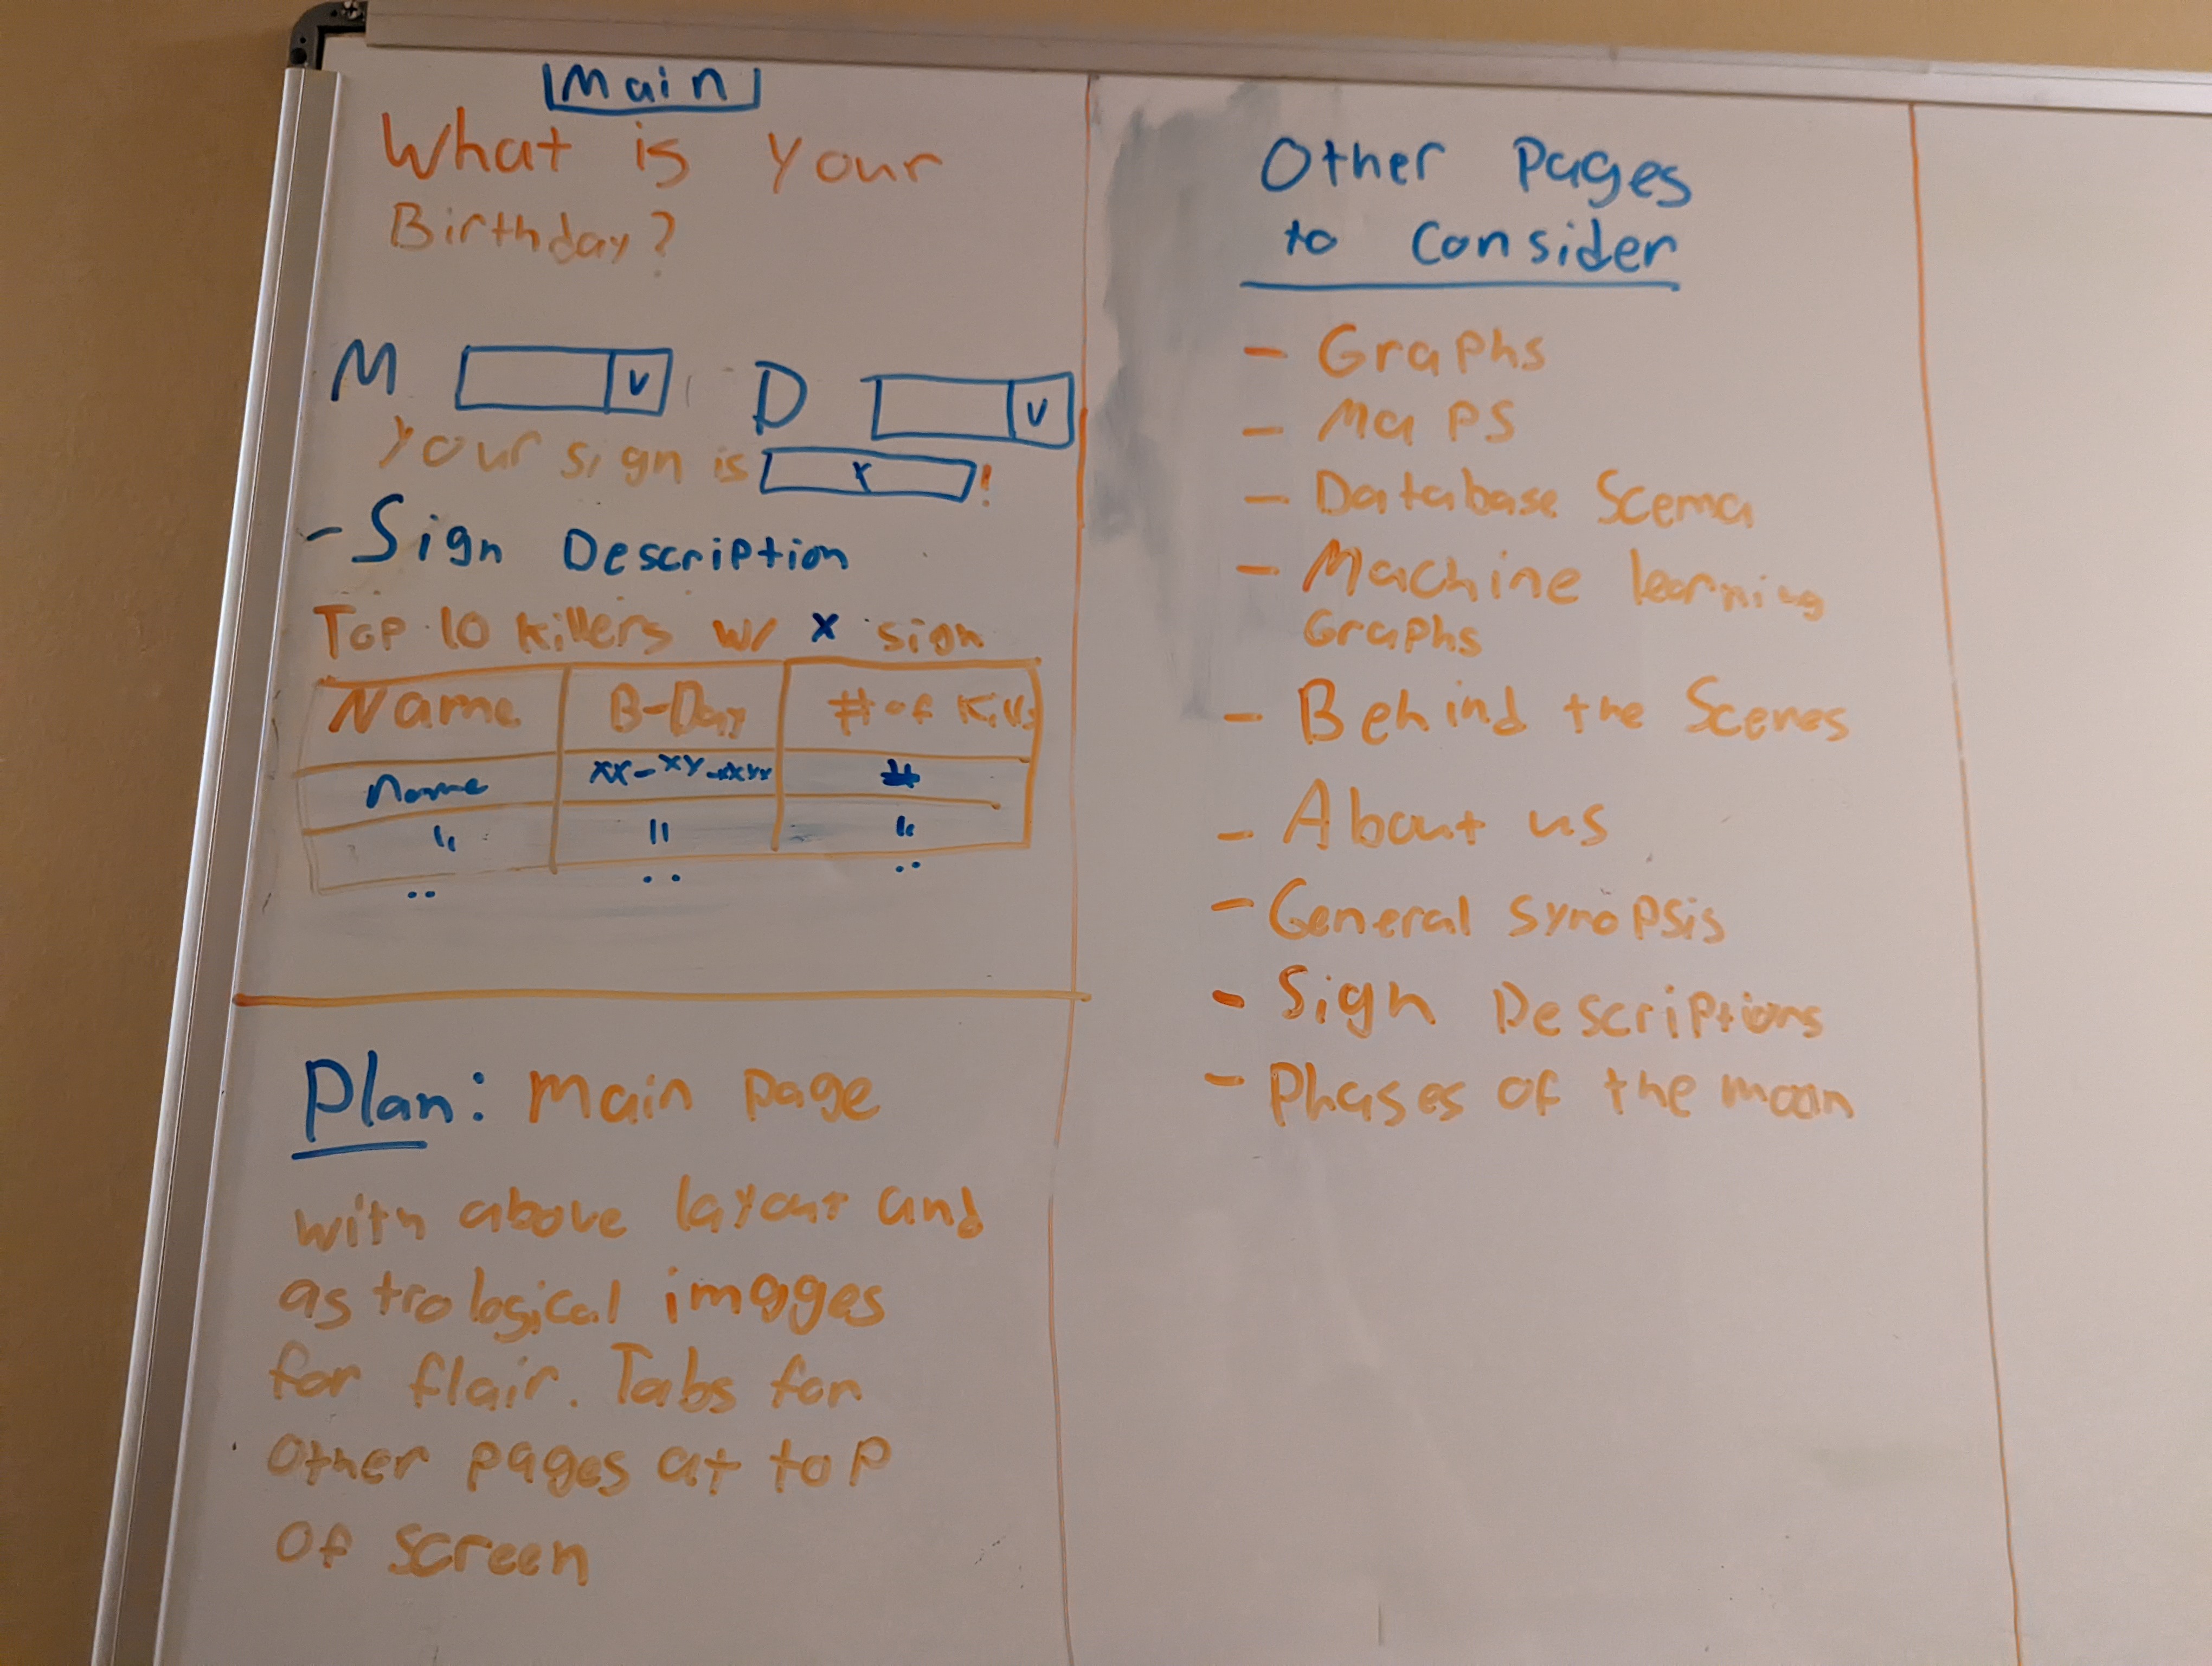 Main
What is Your
Birthday?
M v D v
Your sign is x !
- Sign Description
Top 10 Killers w/ x sign
Name B-Day # of Kills
Name xx-xy-xxyy #
" " "
.. .. ..
Plan: Main Page
with above layout and
astrological images
for flair. Tabs for
other pages at top
of screen
Other Pages
to Consider
- Graphs
- Maps
- Database Scema
- Machine learning
Graphs
- Behind the Scenes
- About us
- General Synopsis
- Sign Descriptions
- Phases of the moon